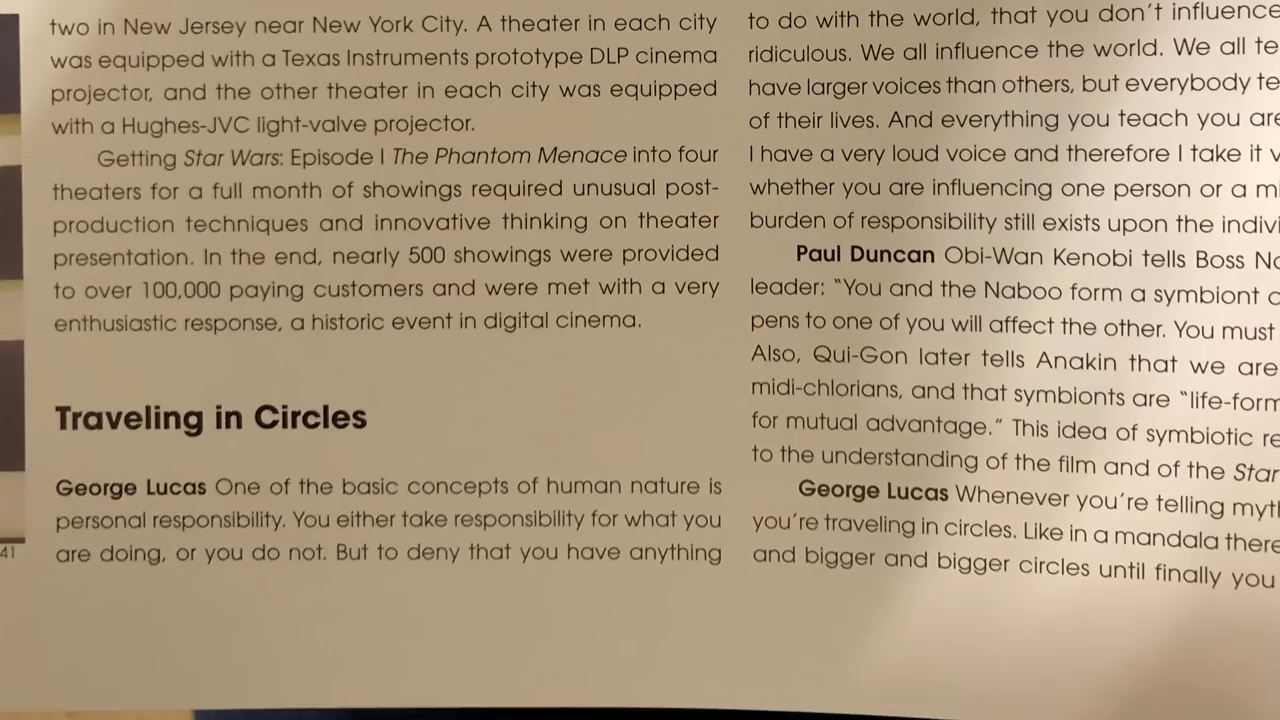 two in New Jersey near New York City. A theater in each city
was equipped with a Texas Instruments prototype DLP cinema
projector, and the other theater in each city was equipped
with a Hughes-JVC light-valve projector.
Getting Star Wars: Episode I The Phantom Menace into four
theaters for a full month of showings required unusual post-
production techniques and innovative thinking on theater
presentation. In the end, nearly 500 showings were provided
to over 100,000 paying customers and were met with a very
enthusiastic response, a historic event in digital cinema.
Traveling in Circles
George Lucas One of the basic concepts of human nature is
personal responsibility. You either take responsibility for what you
are doing, or you do not. But to deny that you have anything
41
to do with the world, that you don't influence
ridiculous. We all influence the world. We all
have larger voices than others, but everybody
of their lives. And everything you teach you
I have a very loud voice and therefore I take it
whether you are influencing one person or a
burden of responsibility still exists upon the
Paul Duncan Obi-Wan Kenobi tells Boss
leader: "You and the Naboo form a symbiont
pens to one of you will affect the other. You must
Also, Qui-Gon later tells Anakin that we are
midi-chlorians, and that symbionts are "life-form
for mutual advantage." This idea of symbiotic
to the understanding of the film and of the Star
George Lucas Whenever you're telling
you're traveling in circles. Like in a mandala there
and bigger and bigger circles until finally you